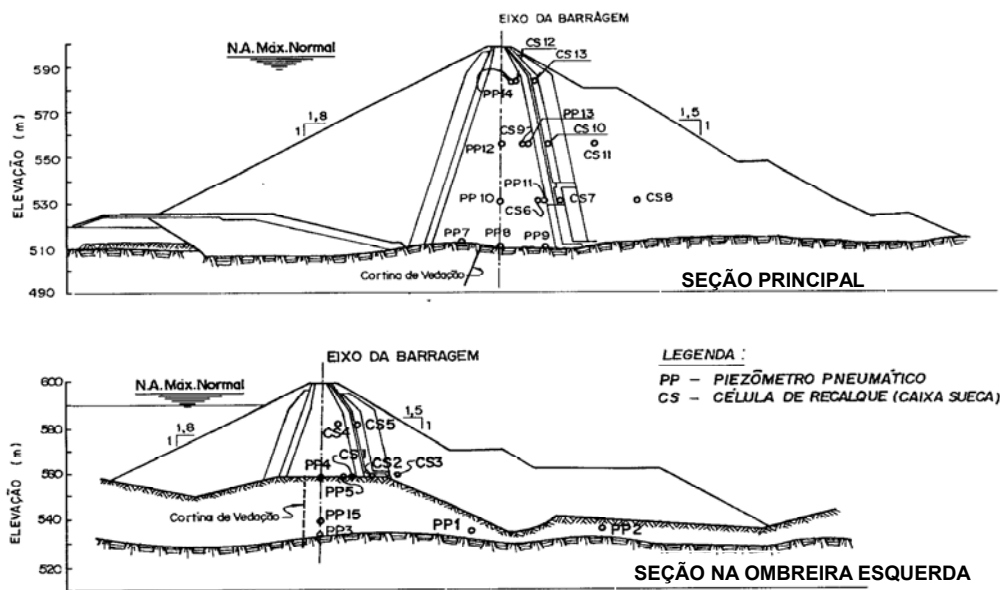 EIXO DA BARRAGEM
N.A. Máx. Normal
CS12
CS13
590
PP14
1,8
1
1,5
1
570
ELEVAÇÃO (m)
CS9
PP13
CS10
550
PP12
CS11
PP11
530
PP10
CS7
CS8
CS6
PP7
PP8
PP9
510
Cortina de Vedação
SEÇÃO PRINCIPAL
490
EIXO DA BARRAGEM
LEGENDA :
PP - PIEZÔMETRO PNEUMÁTICO
CS - CÉLULA DE RECALQUE (CAIXA SUECA)
600
N.A. Máx. Normal
1,8
1
1,5
1
580
CS4
CS5
ELEVAÇÃO (m)
CS1
PP4
CS2
CS3
560
PP5
Cortina de Vedação
PP15
540
PP3
PP1
PP2
520
SEÇÃO NA OMBREIRA ESQUERDA